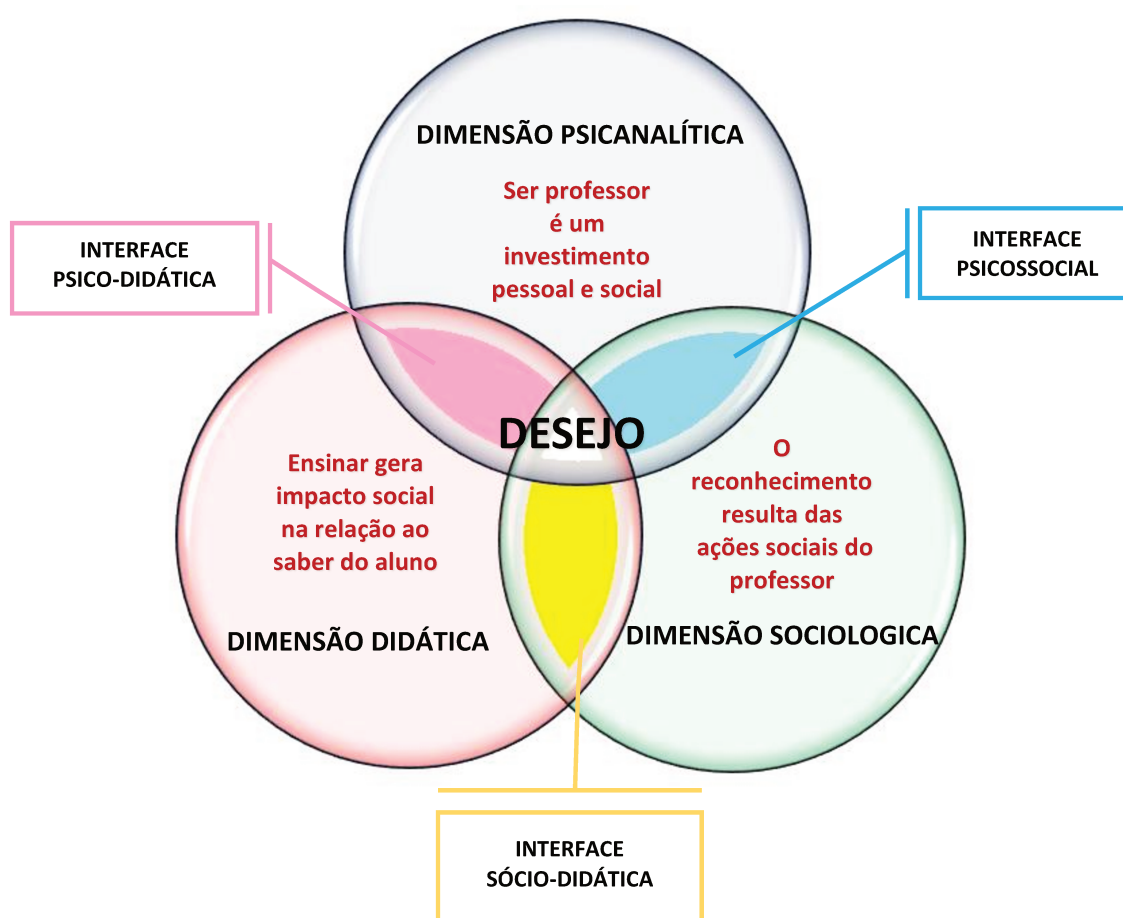 DIMENSÃO PSICANALÍTICA
Ser professor
é um
investimento
pessoal e social
INTERFACE
PSICO-DIDÁTICA
INTERFACE
PSICOSSOCIAL
DESEJO
Ensinar gera
impacto social
na relação ao
saber do aluno
DIMENSÃO DIDÁTICA
O
reconhecimento
resulta das
ações sociais do
professor
DIMENSÃO SOCIOLOGICA
INTERFACE
SÓCIO-DIDÁTICA